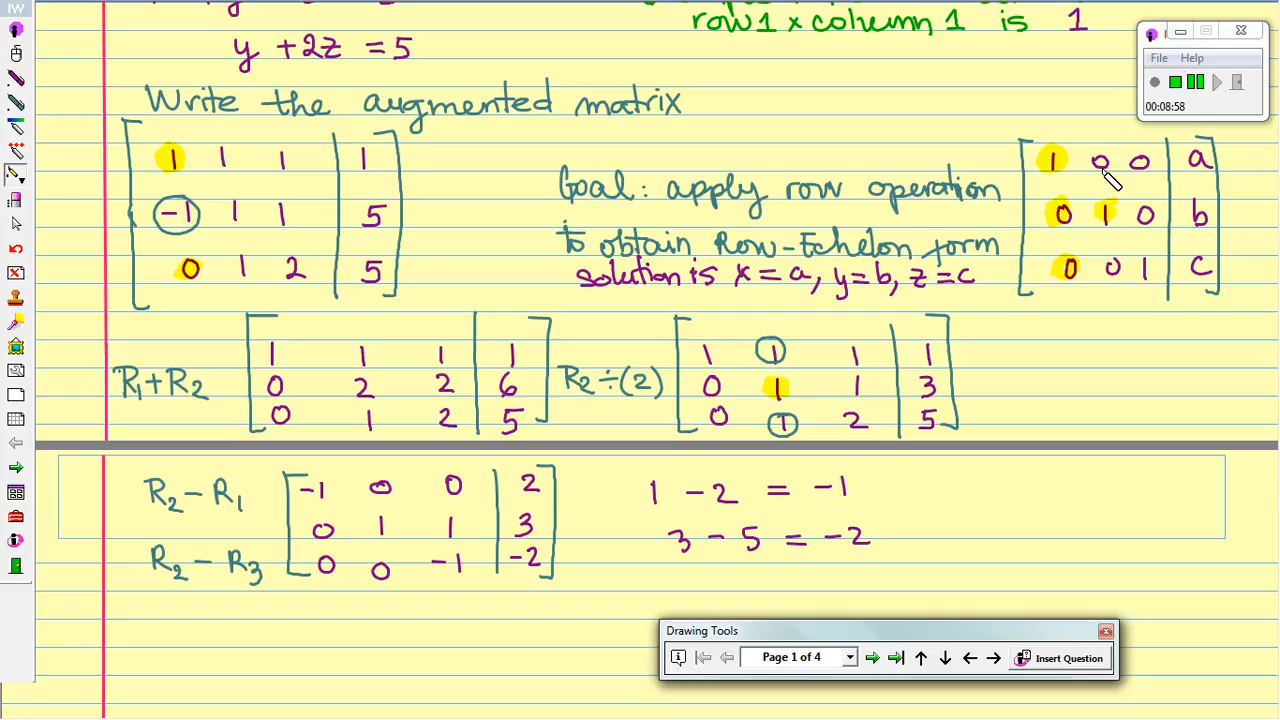 row 1 x column 1 is 1
y + 2z = 5
File Help
00:08:58
Write the augmented matrix
1 1 1 | 1
-1 1 1 | 5
0 1 2 | 5
Goal: apply row operation
to obtain Row-Echelon form
solution is x = a, y = b, z = c
1 0 0 | a
0 1 0 | b
0 0 1 | c
R1+R2
1 1 1 | 1
0 2 2 | 6
0 1 2 | 5
R2 ÷ (2)
1 1 1 | 1
0 1 1 | 3
0 1 2 | 5
R2 - R1
R2 - R3
-1 0 0 | 2
0 1 1 | 3
0 0 -1 | -2
1 - 2 = -1
3 - 5 = -2
Drawing Tools
Page 1 of 4
Insert Question
IW